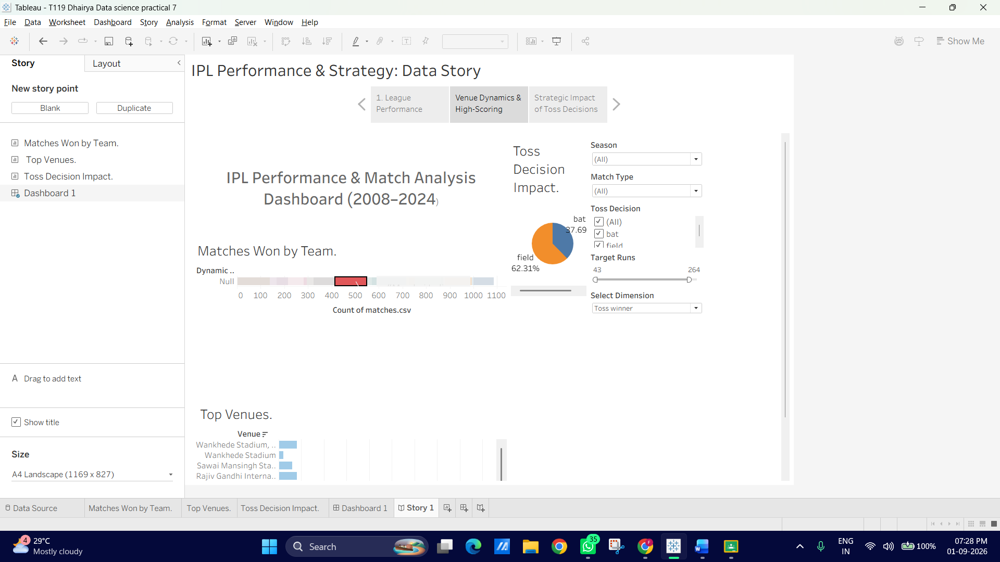 Tableau - T119 Dhairya Data science practical 7
File Data Worksheet Dashboard Story Analysis Format Server Window Help
Show Me
Story
Layout
New story point
Blank
Duplicate
Matches Won by Team.
Top Venues.
Toss Decision Impact.
Dashboard 1
A Drag to add text
Show title
Size
A4 Landscape (1169 x 827)
IPL Performance & Strategy: Data Story
1. League
Performance
Venue Dynamics &
High-Scoring
Strategic Impact
of Toss Decisions
IPL Performance & Match Analysis
Dashboard (2008–2024)
Matches Won by Team.
Dynamic ..
Null
0 100 200 300 400 500 600 700 800 900 1000 1100
Count of matches.csv
Toss
Decision
Impact.
bat
37.69
field
62.31%
Season
(All)
Match Type
(All)
Toss Decision
(All)
bat
field
Target Runs
43 264
Select Dimension
Toss winner
Top Venues.
Venue
Wankhede Stadium, ..
Wankhede Stadium
Sawai Mansingh Sta..
Rajiv Gandhi Interna..
Data Source Matches Won by Team. Top Venues. Toss Decision Impact. Dashboard 1 Story 1
4
29°C
Mostly cloudy
Search
35
F
W
ENG
IN
100%
07:28 PM
01-09-2026